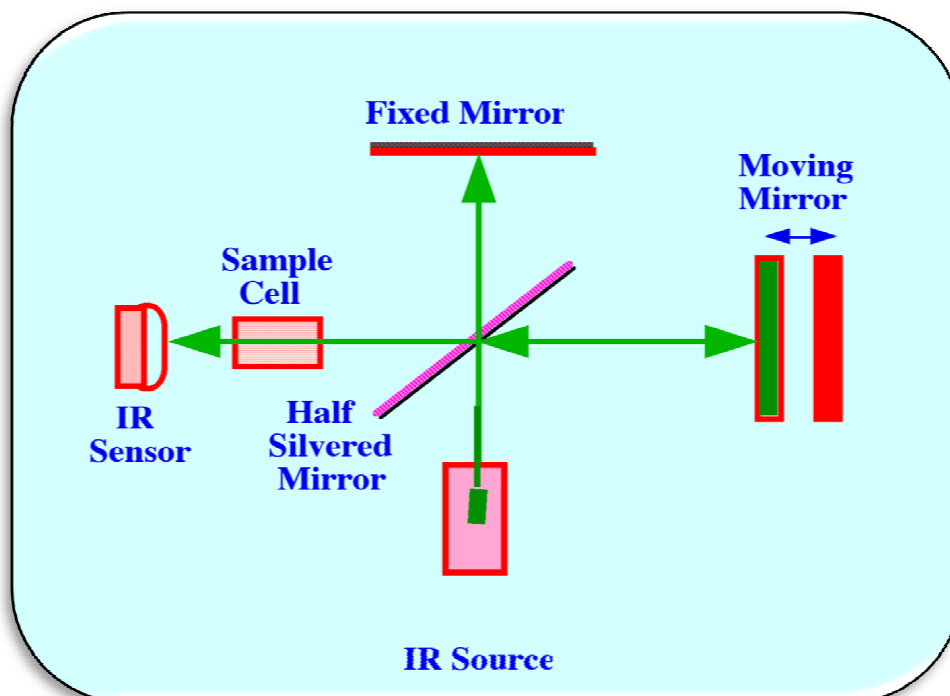 Fixed Mirror
Moving
Mirror
Sample
Cell
Half
Silvered
Mirror
IR
Sensor
IR Source